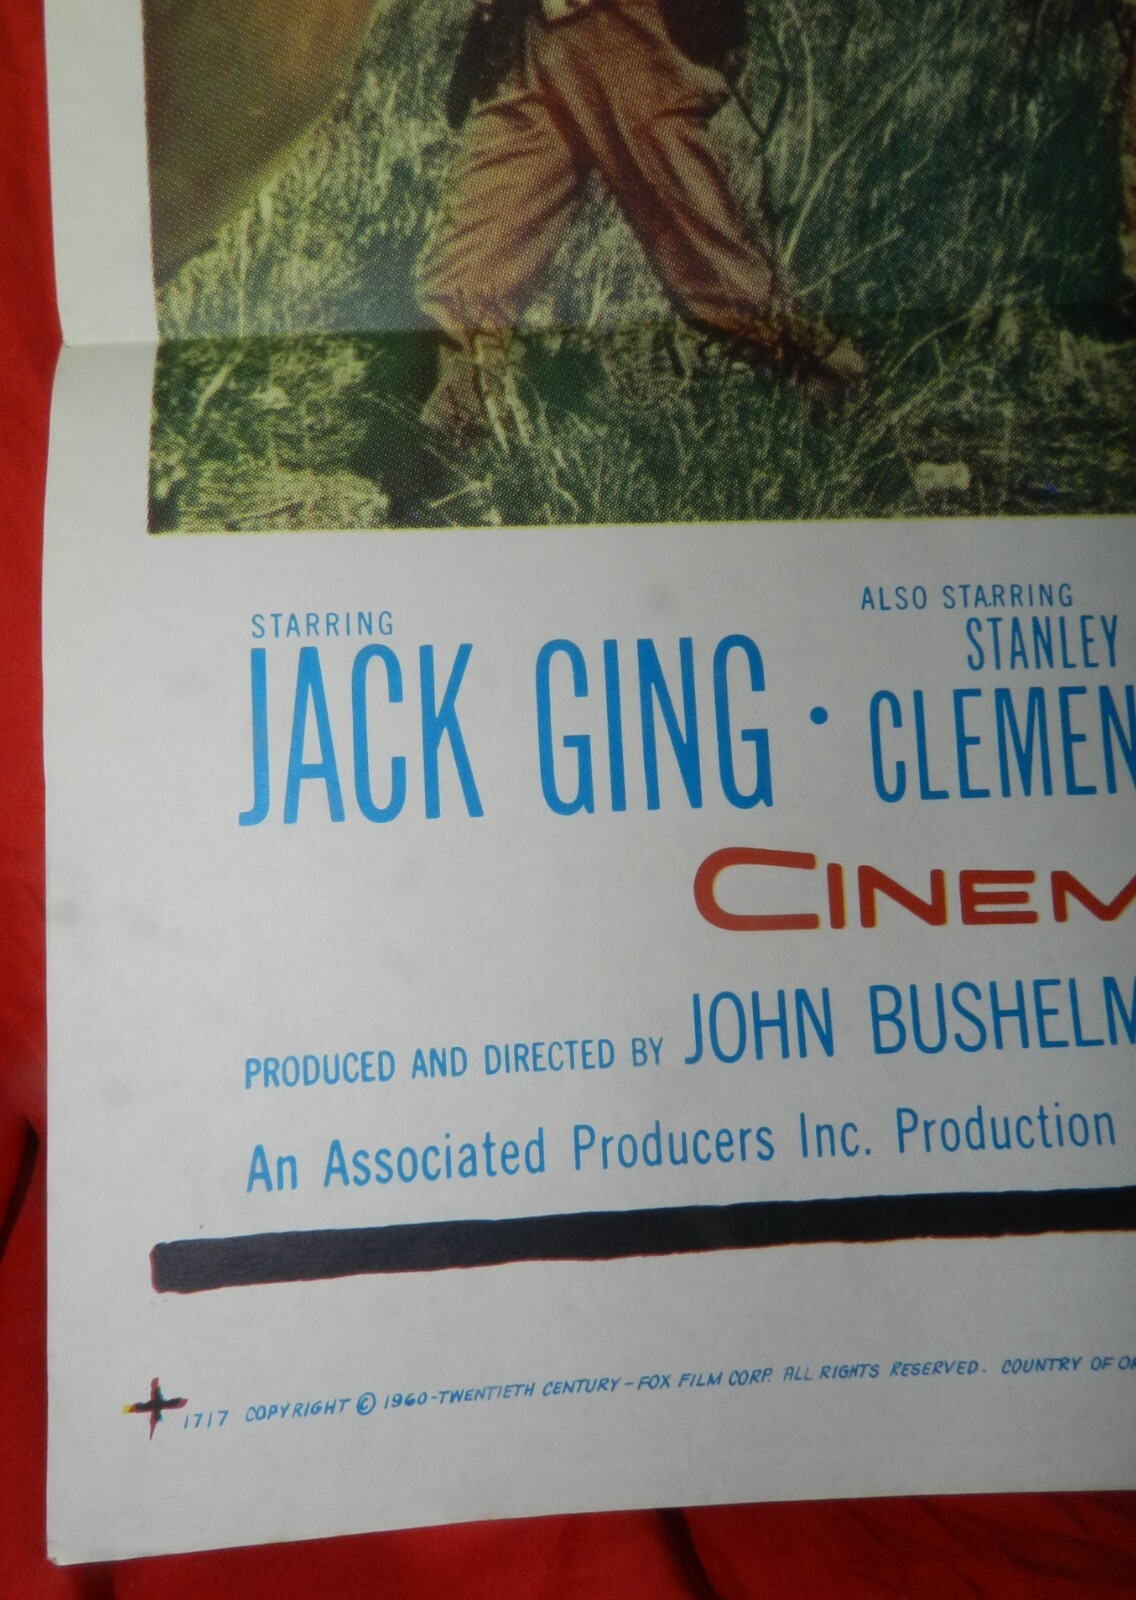 STARRING
JACK GING •
ALSO STARRING
STANLEY
CLEMEN
CINEM
PRODUCED AND DIRECTED BY JOHN BUSHELM
An Associated Producers Inc. Production
1717 COPYRIGHT © 1960-TWENTIETH CENTURY-FOX FILM CORP. ALL RIGHTS RESERVED. COUNTRY OF OR